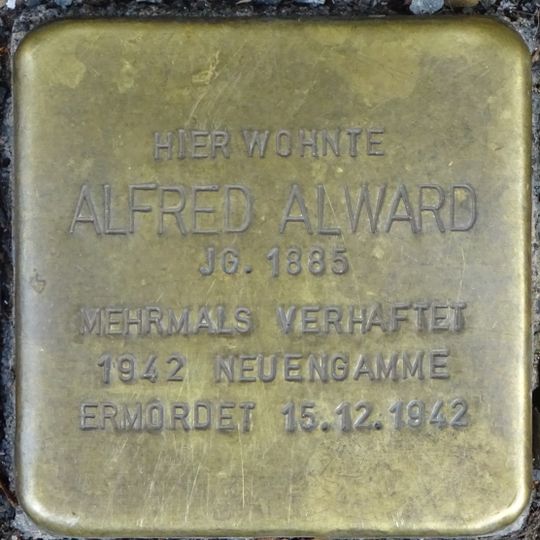 HIER WOHNTE
ALFRED ALWARD
JG. 1885
MEHRMALS VERHAFTET
1942 NEUENGAMME
ERMORDET 15.12.1942